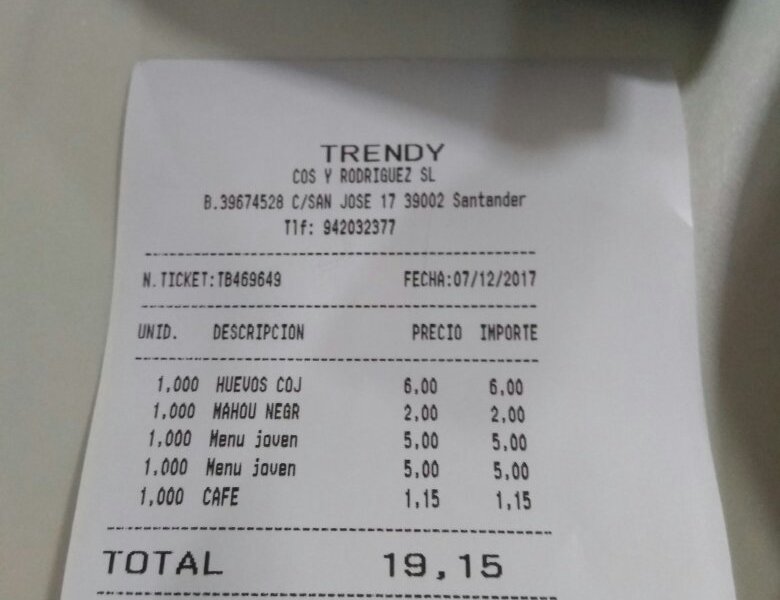 TRENDY
COS Y RODRIGUEZ SL
B.39674528 C/SAN JOSE 17 39002 Santander
Tlf: 942032377
N.TICKET:TB469649 FECHA:07/12/2017
UNID. DESCRIPCION PRECIO IMPORTE
1,000 HUEVOS COJ 6,00 6,00
1,000 MAHOU NEGR 2,00 2,00
1,000 Menu joven 5,00 5,00
1,000 Menu joven 5,00 5,00
1,000 CAFE 1,15 1,15
TOTAL 19,15